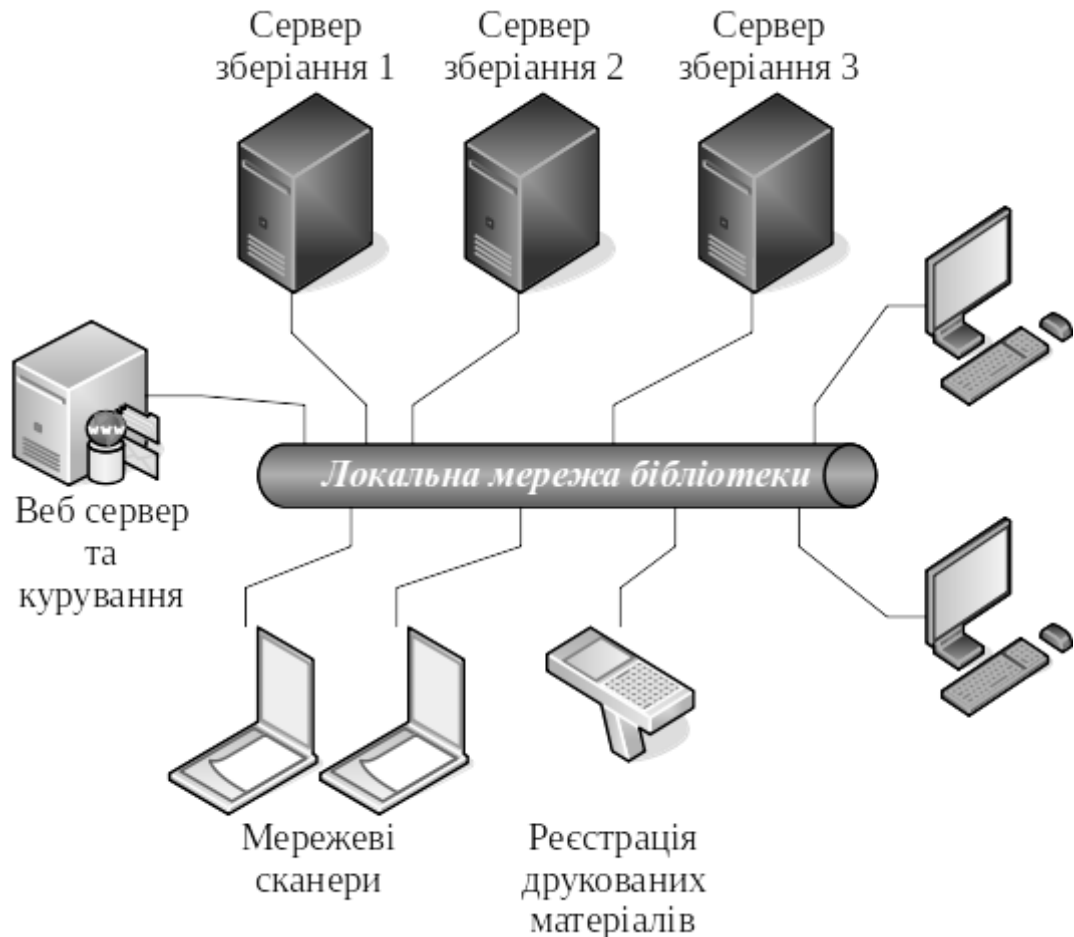 Сервер
зберіання 1
Сервер
зберіання 2
Сервер
зберіання 3
Локальна мережа бібліотеки
Веб сервер
та
курування
Мережеві
сканери
Реєстрація
друкованих
матеріалів